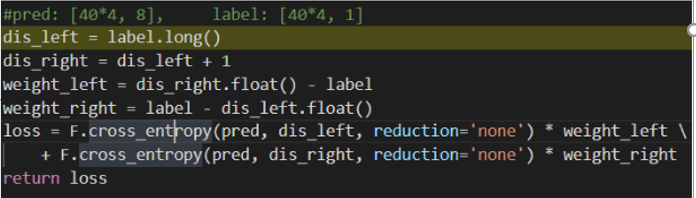 #pred: [40*4, 8],    label: [40*4, 1]
dis_left = label.long()
dis_right = dis_left + 1
weight_left = dis_right.float() - label
weight_right = label - dis_left.float()
loss = F.cross_entropy(pred, dis_left, reduction='none') * weight_left \
    + F.cross_entropy(pred, dis_right, reduction='none') * weight_right
return loss